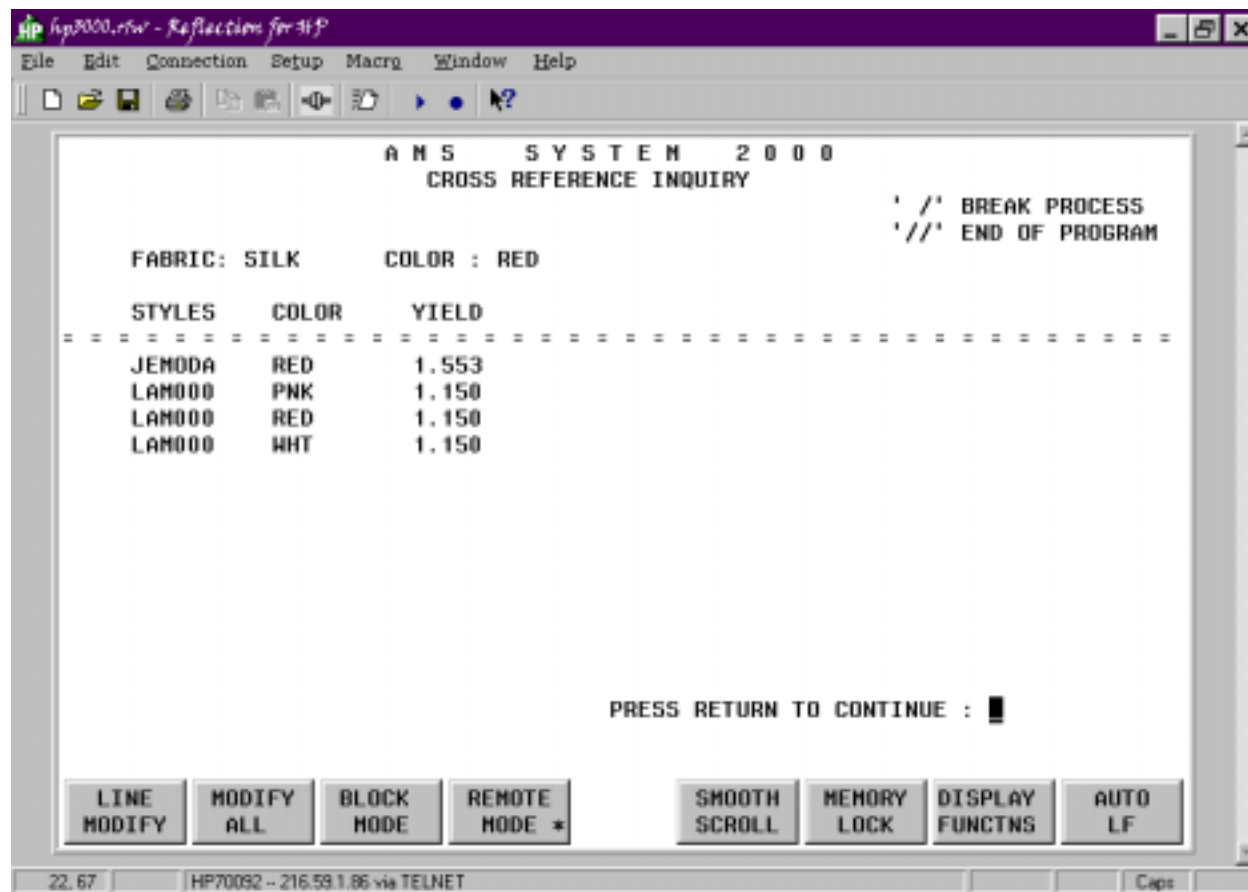 hp3000.r1w - Reflection for HP
File Edit Connection Setup Macro Window Help
A M S   S Y S T E M   2 0 0 0
CROSS REFERENCE INQUIRY
' /' BREAK PROCESS
'//' END OF PROGRAM
FABRIC: SILK   COLOR : RED
STYLES   COLOR   YIELD
= = = = = = = = = = = = = = = = = = = = = = = = = = = = = = = = = = = = = = = =
JEMODA   RED   1.553
LAM000   PNK   1.150
LAM000   RED   1.150
LAM000   WHT   1.150
PRESS RETURN TO CONTINUE :
LINE MODIFY
MODIFY ALL
BLOCK MODE
REMOTE MODE *
SMOOTH SCROLL
MEMORY LOCK
DISPLAY FUNCTNS
AUTO LF
22, 67   HP70092 -- 216.59.1.86 via TELNET   Caps